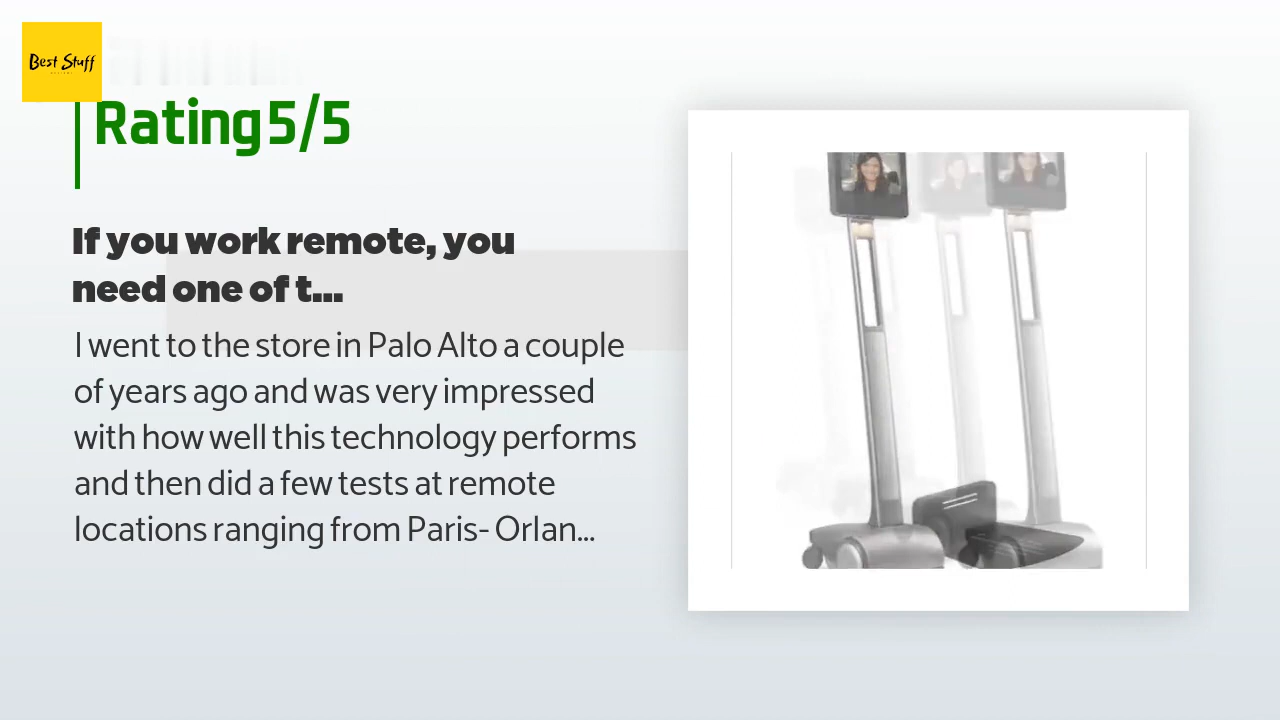 Best Stuff
Rating 5/5
If you work remote, you
need one of t...
I went to the store in Palo Alto a couple
of years ago and was very impressed
with how well this technology performs
and then did a few tests at remote
locations ranging from Paris- Orlan...